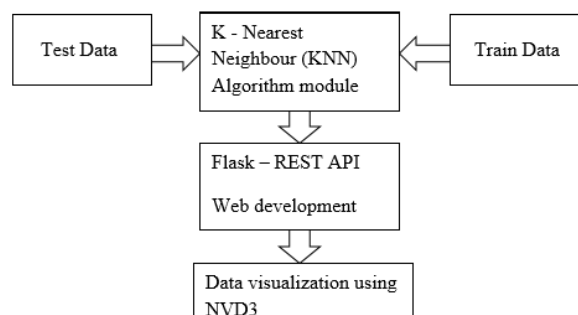 Test Data
K - Nearest
Neighbour (KNN)
Algorithm module
Train Data
Flask – REST API
Web development
Data visualization using
NVD3